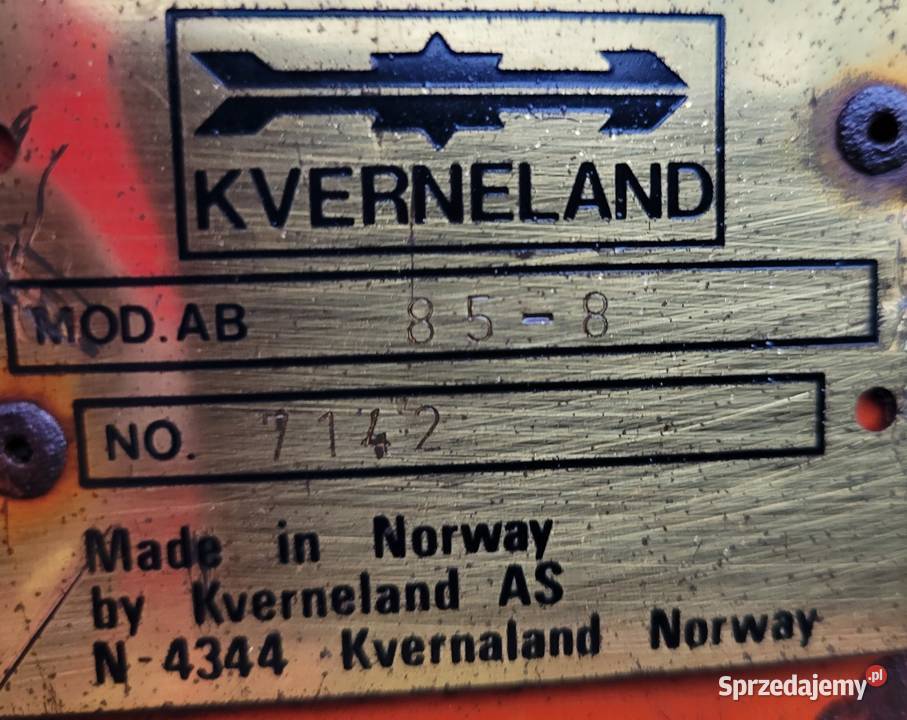 KVERNELAND
MOD. AB 85-8
NO. 7142
Made in Norway
by Kverneland AS
N-4344 Kvernaland Norway
Sprzedajemy.pl